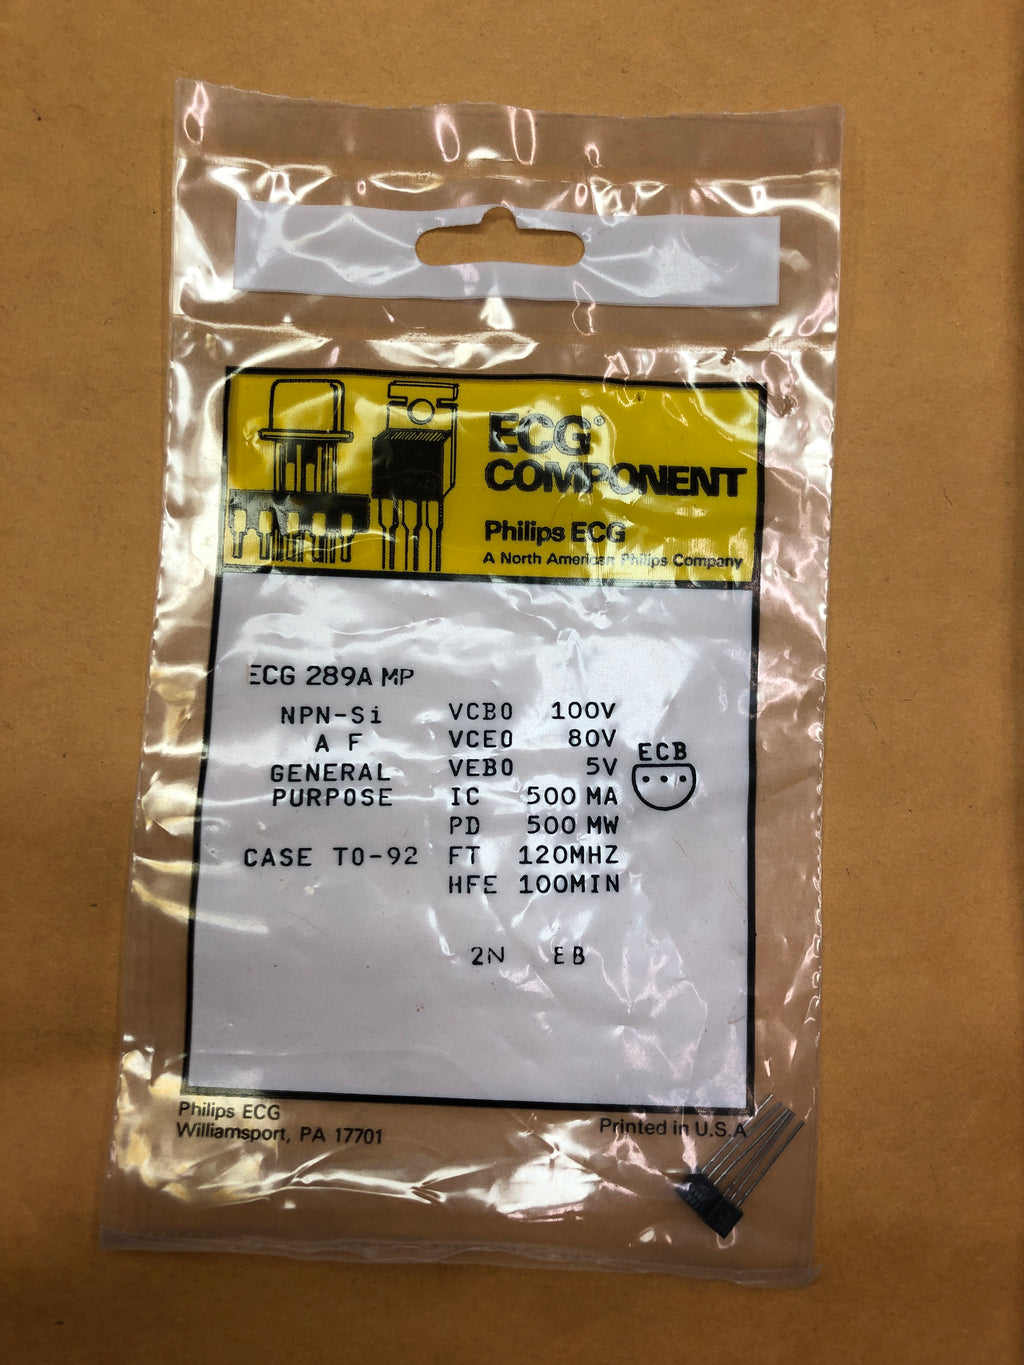 ECG®
COMPONENT
Philips ECG
A North American Philips Company
ECG 289A MP
NPN-Si VCBO 100V
A F VCEO 80V
GENERAL VEBO 5V
PURPOSE IC 500 MA
PD 500 MW
CASE TO-92 FT 120MHZ
HFE 100MIN
ECB
2N EB
Philips ECG
Williamsport, PA 17701
Printed in U.S.A